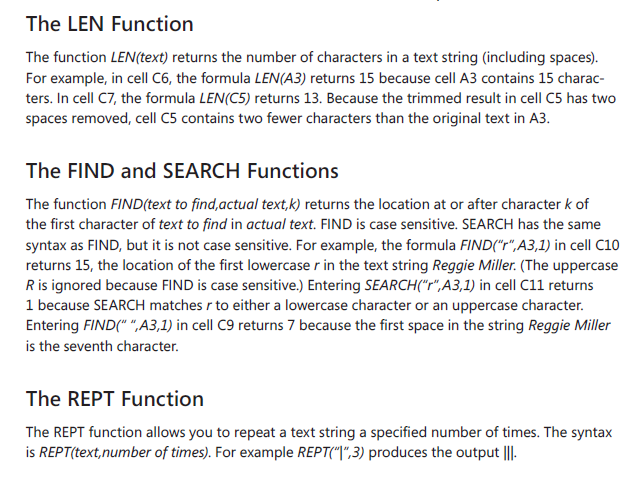 The LEN Function
The function LEN(text) returns the number of characters in a text string (including spaces).
For example, in cell C6, the formula LEN(A3) returns 15 because cell A3 contains 15 charac-
ters. In cell C7, the formula LEN(C5) returns 13. Because the trimmed result in cell C5 has two
spaces removed, cell C5 contains two fewer characters than the original text in A3.
The FIND and SEARCH Functions
The function FIND(text to find,actual text,k) returns the location at or after character k of
the first character of text to find in actual text. FIND is case sensitive. SEARCH has the same
syntax as FIND, but it is not case sensitive. For example, the formula FIND(“r”,A3,1) in cell C10
returns 15, the location of the first lowercase r in the text string Reggie Miller. (The uppercase
R is ignored because FIND is case sensitive.) Entering SEARCH(“r”,A3,1) in cell C11 returns
1 because SEARCH matches r to either a lowercase character or an uppercase character.
Entering FIND(“ “,A3,1) in cell C9 returns 7 because the first space in the string Reggie Miller
is the seventh character.
The REPT Function
The REPT function allows you to repeat a text string a specified number of times. The syntax
is REPT(text,number of times). For example REPT(“|”,3) produces the output |||.